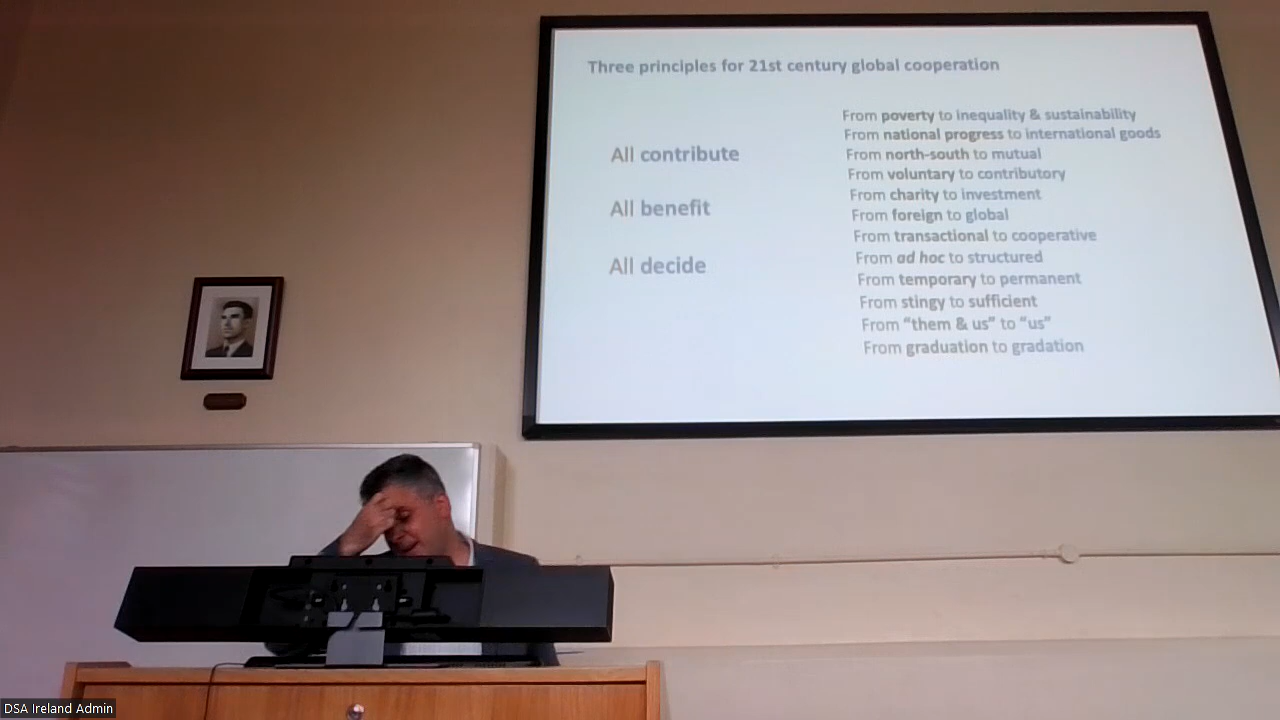 Three principles for 21st century global cooperation
All contribute
All benefit
All decide
From poverty to inequality & sustainability
From national progress to international goods
From north-south to mutual
From voluntary to contributory
From charity to investment
From foreign to global
From transactional to cooperative
From ad hoc to structured
From temporary to permanent
From stingy to sufficient
From “them & us” to “us”
From graduation to gradation
DSA Ireland Admin